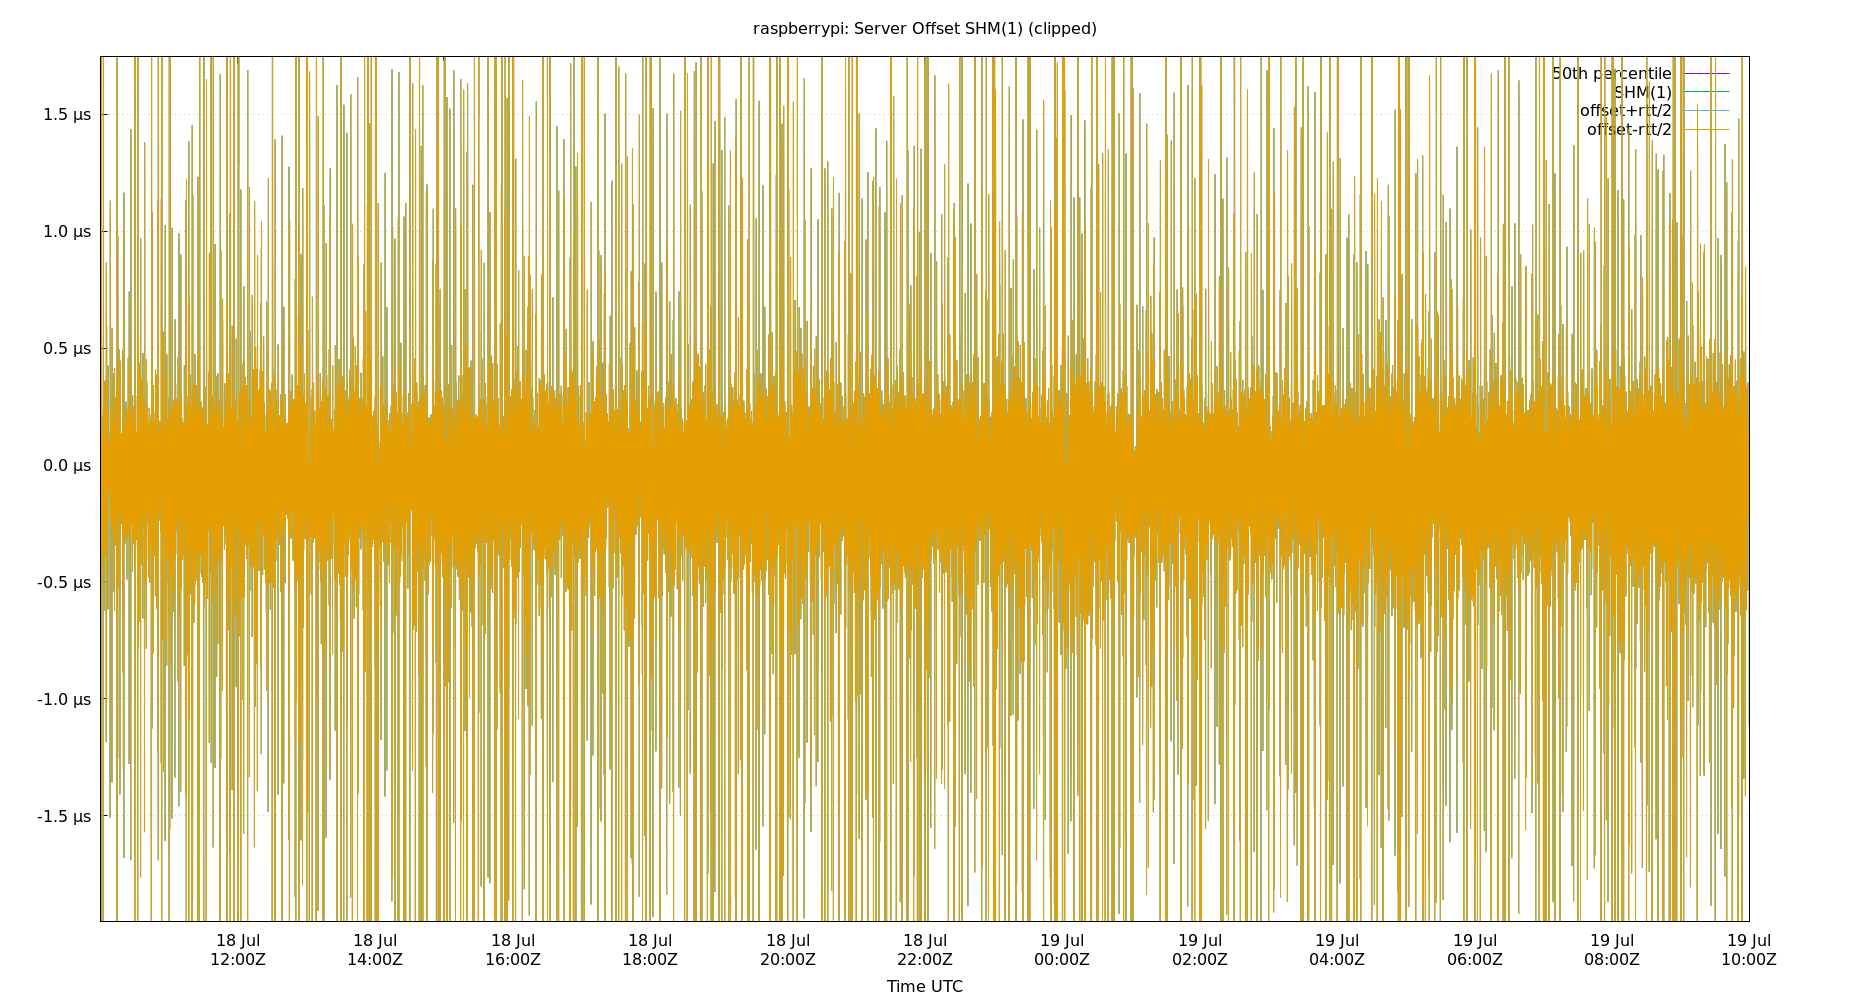 raspberrypi: Server Offset SHM(1) (clipped)
50th percentile
SHM(1)
offset+rtt/2
offset-rtt/2
1.5 μs
1.0 μs
0.5 μs
0.0 μs
-0.5 μs
-1.0 μs
-1.5 μs
18 Jul 18 Jul 18 Jul 18 Jul 18 Jul 18 Jul 19 Jul 19 Jul 19 Jul 19 Jul 19 Jul 19 Jul
12:00Z 14:00Z 16:00Z 18:00Z 20:00Z 22:00Z 00:00Z 02:00Z 04:00Z 06:00Z 08:00Z 10:00Z
Time UTC